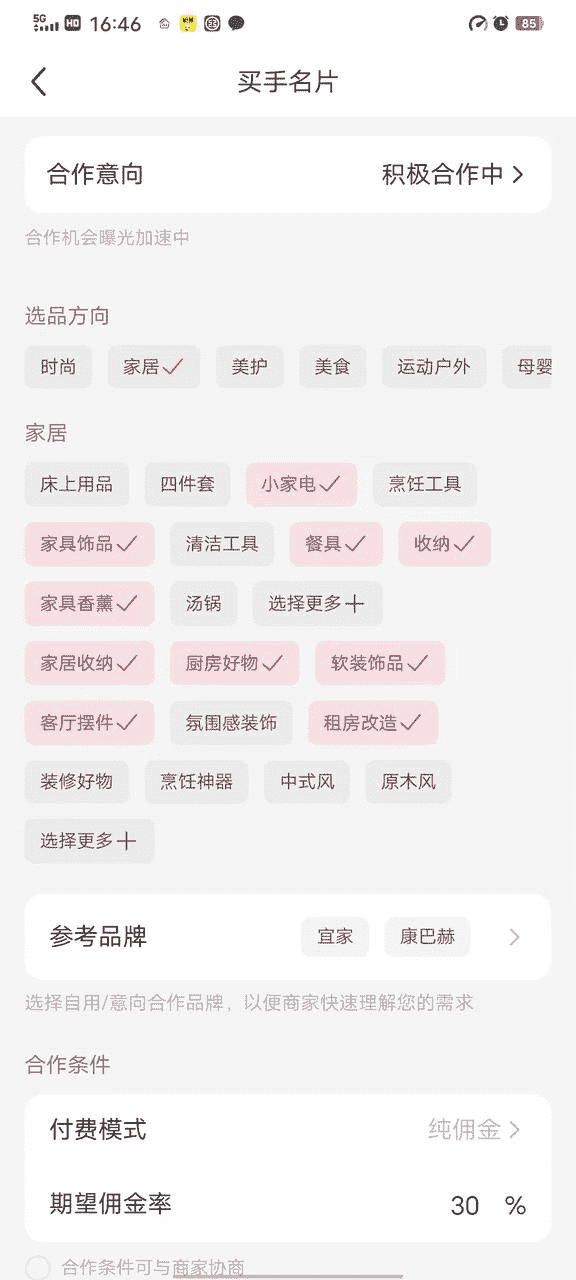 5G HD 16:46 85
买手名片
合作意向 积极合作中
合作机会曝光加速中
选品方向
时尚 家居 美护 美食 运动户外 母婴
家居
床上用品 四件套 小家电 烹饪工具
家具饰品 清洁工具 餐具 收纳
家具香薰 汤锅 选择更多
家居收纳 厨房好物 软装饰品
客厅摆件 氛围感装饰 租房改造
装修好物 烹饪神器 中式风 原木风
选择更多
参考品牌 宜家 康巴赫
选择自用/意向合作品牌，以便商家快速理解您的需求
合作条件
付费模式 纯佣金
期望佣金率 30 %
合作条件可与商家协商